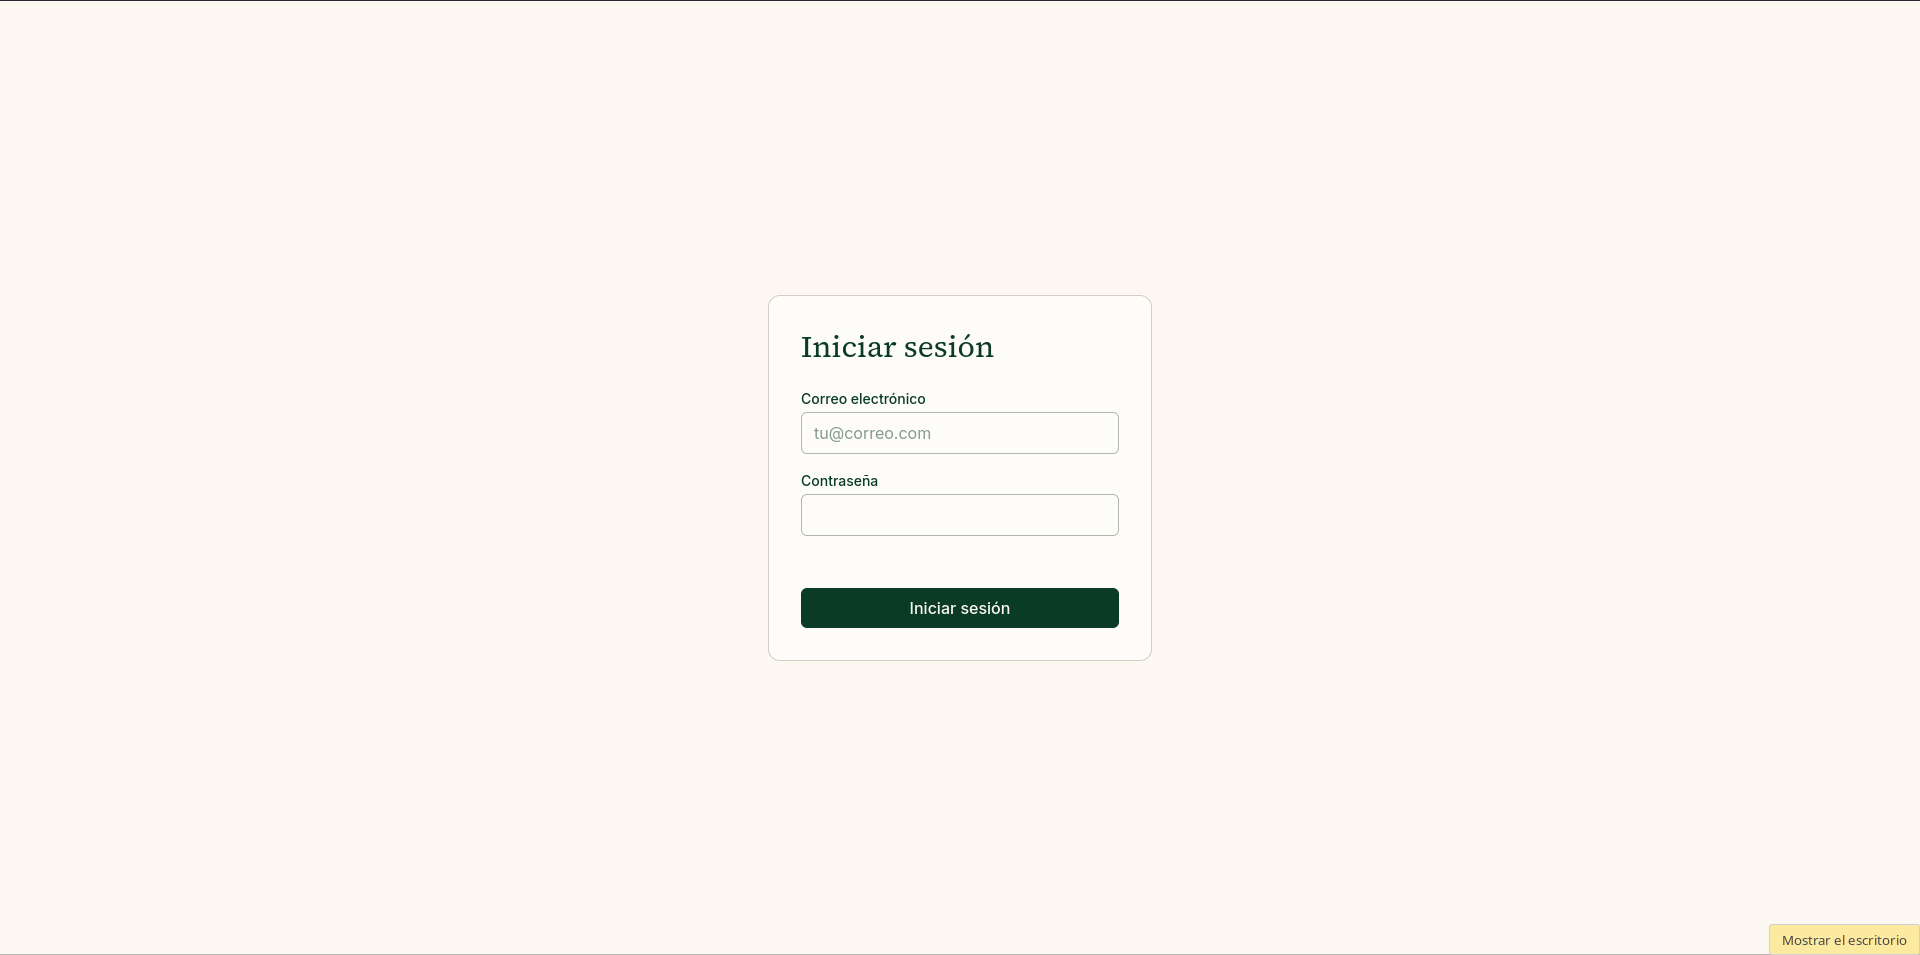 Iniciar sesión
Correo electrónico
tu@correo.com
Contraseña
Iniciar sesión
Mostrar el escritorio